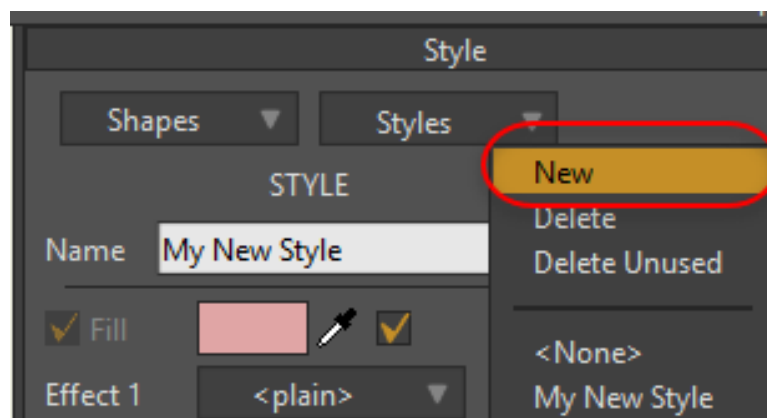 Style
Shapes Styles
New
STYLE
Delete
Name My New Style
Delete Unused
Fill
<None>
Effect 1 <plain>
My New Style